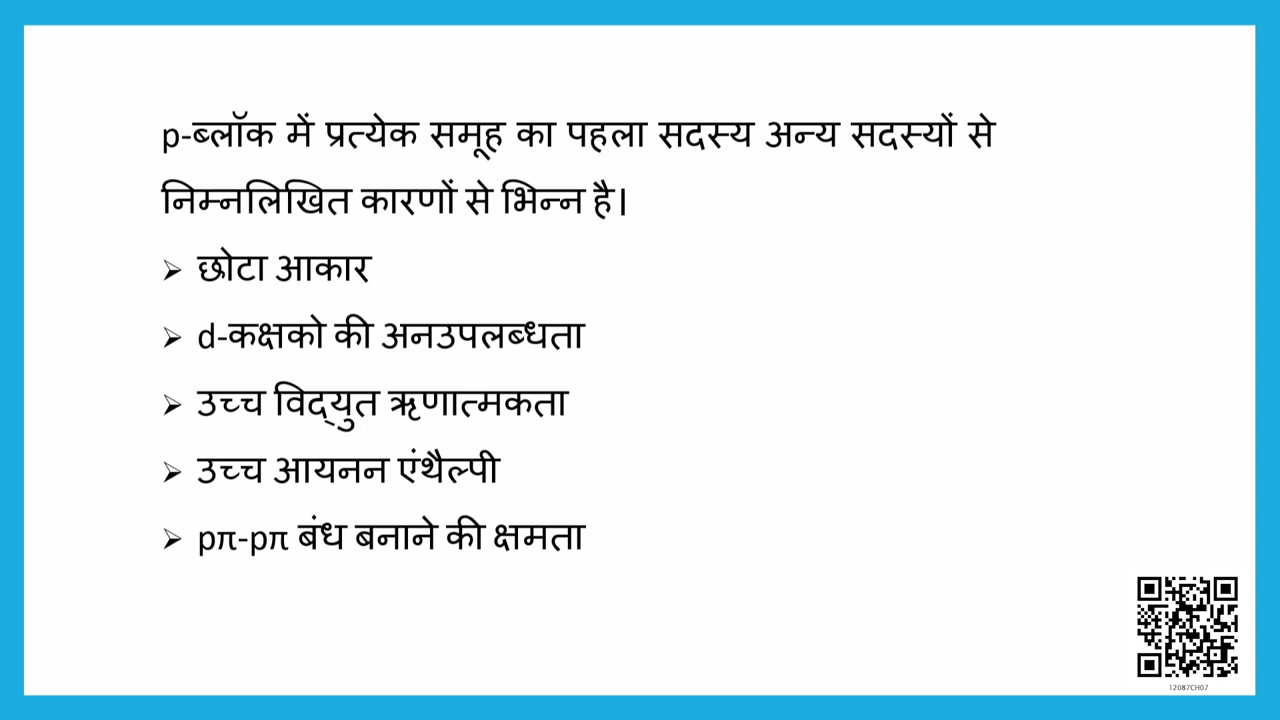 p-ब्लॉक में प्रत्येक समूह का पहला सदस्य अन्य सदस्यों से
निम्नलिखित कारणों से भिन्न है।
➢ छोटा आकार
➢ d-कक्षको की अनउपलब्धता
➢ उच्च विद्युत ऋणात्मकता
➢ उच्च आयनन एंथैल्पी
➢ pπ-pπ बंध बनाने की क्षमता
12087CH07